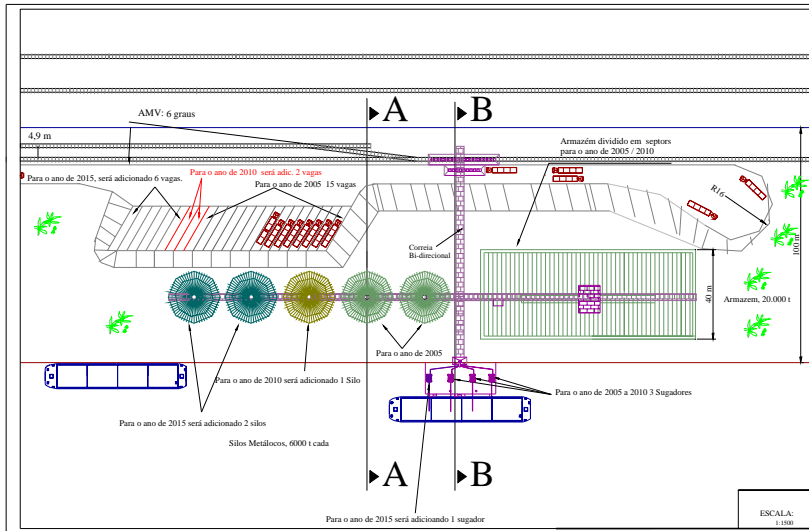 A
B
AMV: 6 graus
Armazém dividido em septors
para o ano de 2005 / 2010
4,9 m
Para o ano de 2015, será adicionado 6 vagas.
Para o ano de 2010 será adic. 2 vagas
Para o ano de 2005 15 vagas
R16
100 m
Correia
Bi-direcional
40 m
Armazem, 20.000 t
Para o ano de 2005
Para o ano de 2010 será adicionado 1 Silo
Para o ano de 2005 a 2010 3 Sugadores
Para o ano de 2015 será adicionado 2 silos
Silos Metálocos, 6000 t cada
A
B
Para o ano de 2015 será adicioando 1 sugador
ESCALA:
1:1500